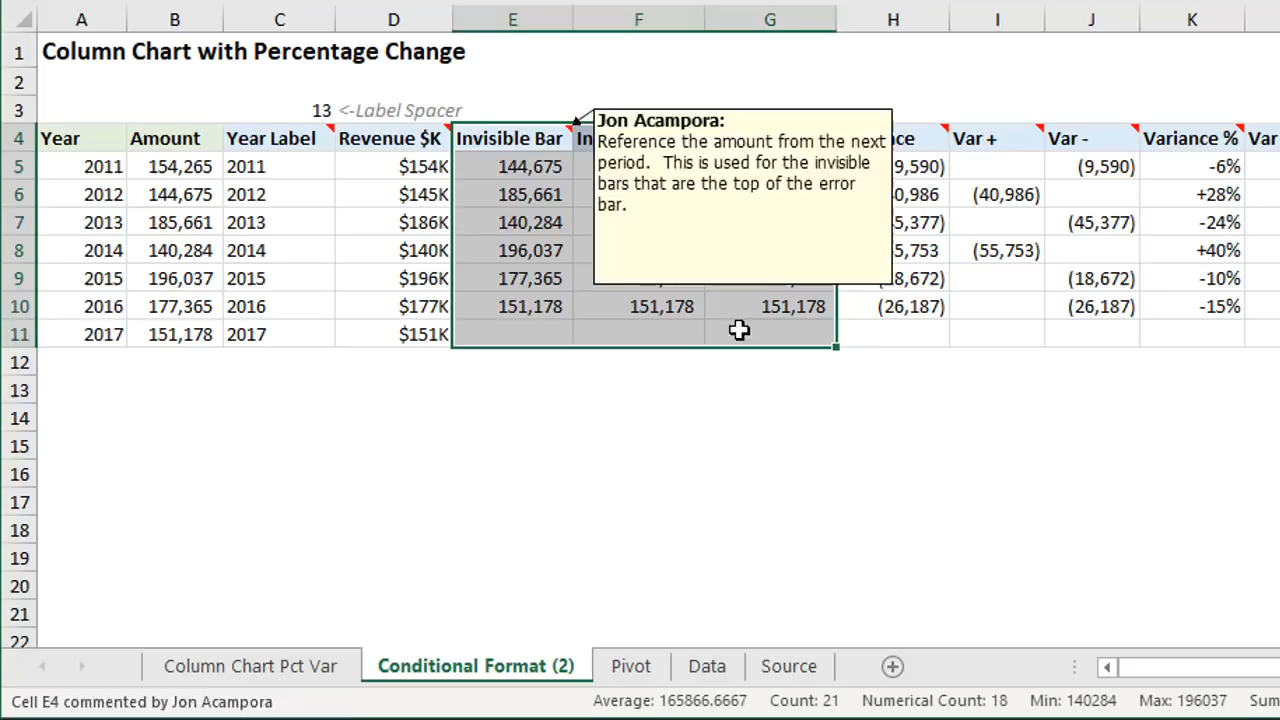 A B C D E F G H I J K
1 Column Chart with Percentage Change
2
3 13 <-Label Spacer
4 Year Amount Year Label Revenue $K Invisible Bar Var + Var - Variance % Var
5 2011 154,265 2011 $154K 144,675 (9,590) -6%
6 2012 144,675 2012 $145K 185,661 (40,986) +28%
7 2013 185,661 2013 $186K 140,284 (45,377) -24%
8 2014 140,284 2014 $140K 196,037 (55,753) +40%
9 2015 196,037 2015 $196K 177,365 (18,672) -10%
10 2016 177,365 2016 $177K 151,178 151,178 151,178 (26,187) (26,187) -15%
11 2017 151,178 2017 $151K
Jon Acampora:
Reference the amount from the next
period. This is used for the invisible
bars that are the top of the error
bar.
12
13
14
15
16
17
18
19
20
21
22
Column Chart Pct Var Conditional Format (2) Pivot Data Source
Cell E4 commented by Jon Acampora Average: 165866.6667 Count: 21 Numerical Count: 18 Min: 140284 Max: 196037